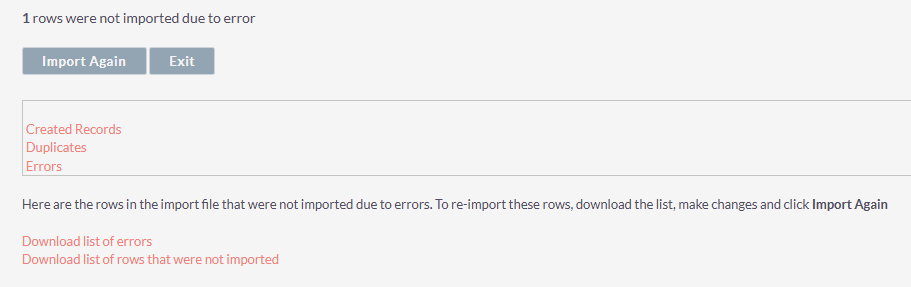 1 rows were not imported due to error
Import Again Exit
Created Records
Duplicates
Errors
Here are the rows in the import file that were not imported due to errors. To re-import these rows, download the list, make changes and click Import Again
Download list of errors
Download list of rows that were not imported